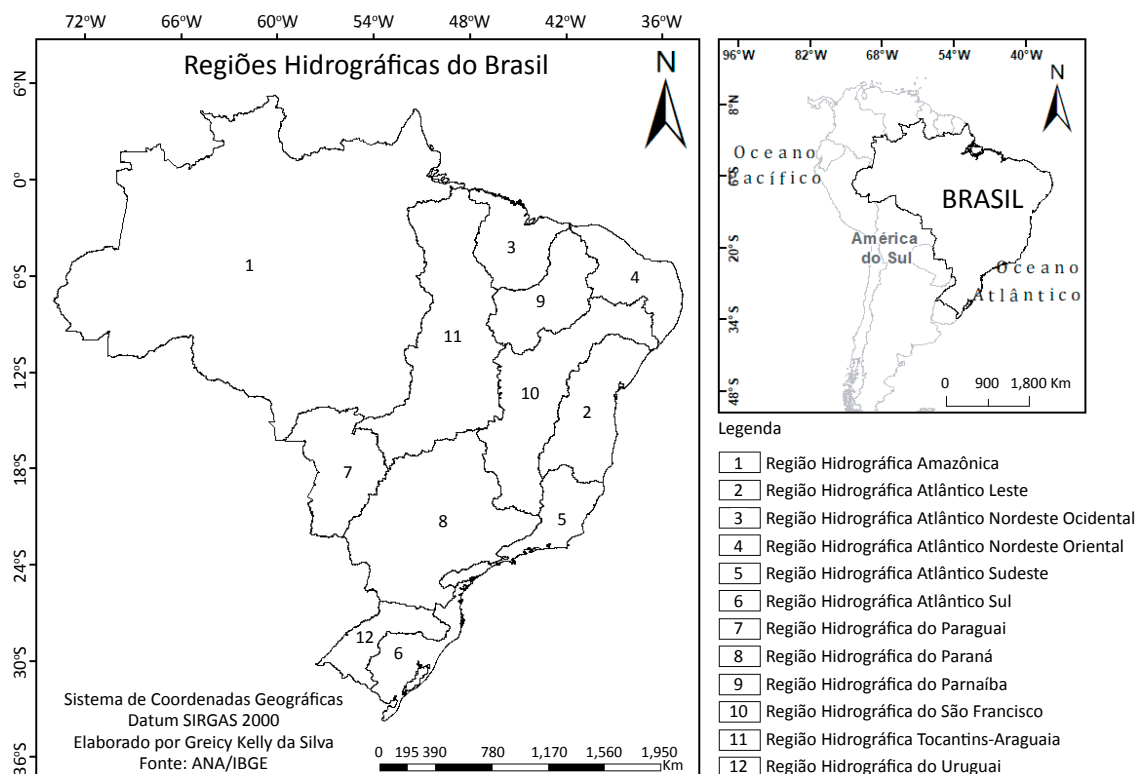 72°W 66°W 60°W 54°W 48°W 42°W 36°W
Regiões Hidrográficas do Brasil
N
6°N
0°
6°S
12°S
18°S
24°S
30°S
36°S
1
3
4
9
11
10
2
7
8
5
12
6
Sistema de Coordenadas Geográficas
Datum SIRGAS 2000
Elaborado por Greicy Kelly da Silva
Fonte: ANA/IBGE
0 195 390 780 1,170 1,560 1,950
Km
96°W 82°W 68°W 54°W 40°W
N
8°N
6°S
20°S
34°S
48°S
Oceano
Pacífico
BRASIL
América
do Sul
Oceano
Atlântico
0 900 1,800 Km
Legenda
1 Região Hidrográfica Amazônica
2 Região Hidrográfica Atlântico Leste
3 Região Hidrográfica Atlântico Nordeste Ocidental
4 Região Hidrográfica Atlântico Nordeste Oriental
5 Região Hidrográfica Atlântico Sudeste
6 Região Hidrográfica Atlântico Sul
7 Região Hidrográfica do Paraguai
8 Região Hidrográfica do Paraná
9 Região Hidrográfica do Parnaíba
10 Região Hidrográfica do São Francisco
11 Região Hidrográfica Tocantins-Araguaia
12 Região Hidrográfica do Uruguai